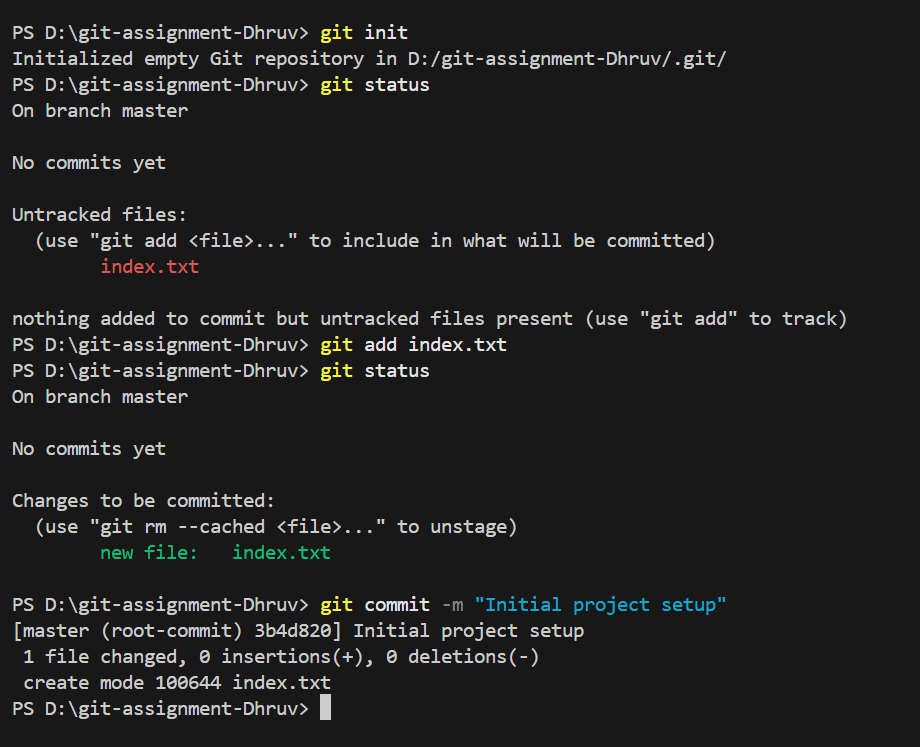 PS D:\git-assignment-Dhruv> git init
Initialized empty Git repository in D:/git-assignment-Dhruv/.git/
PS D:\git-assignment-Dhruv> git status
On branch master
No commits yet
Untracked files:
(use "git add <file>..." to include in what will be committed)
index.txt
nothing added to commit but untracked files present (use "git add" to track)
PS D:\git-assignment-Dhruv> git add index.txt
PS D:\git-assignment-Dhruv> git status
On branch master
No commits yet
Changes to be committed:
(use "git rm --cached <file>..." to unstage)
new file:   index.txt
PS D:\git-assignment-Dhruv> git commit -m "Initial project setup"
[master (root-commit) 3b4d820] Initial project setup
1 file changed, 0 insertions(+), 0 deletions(-)
create mode 100644 index.txt
PS D:\git-assignment-Dhruv>